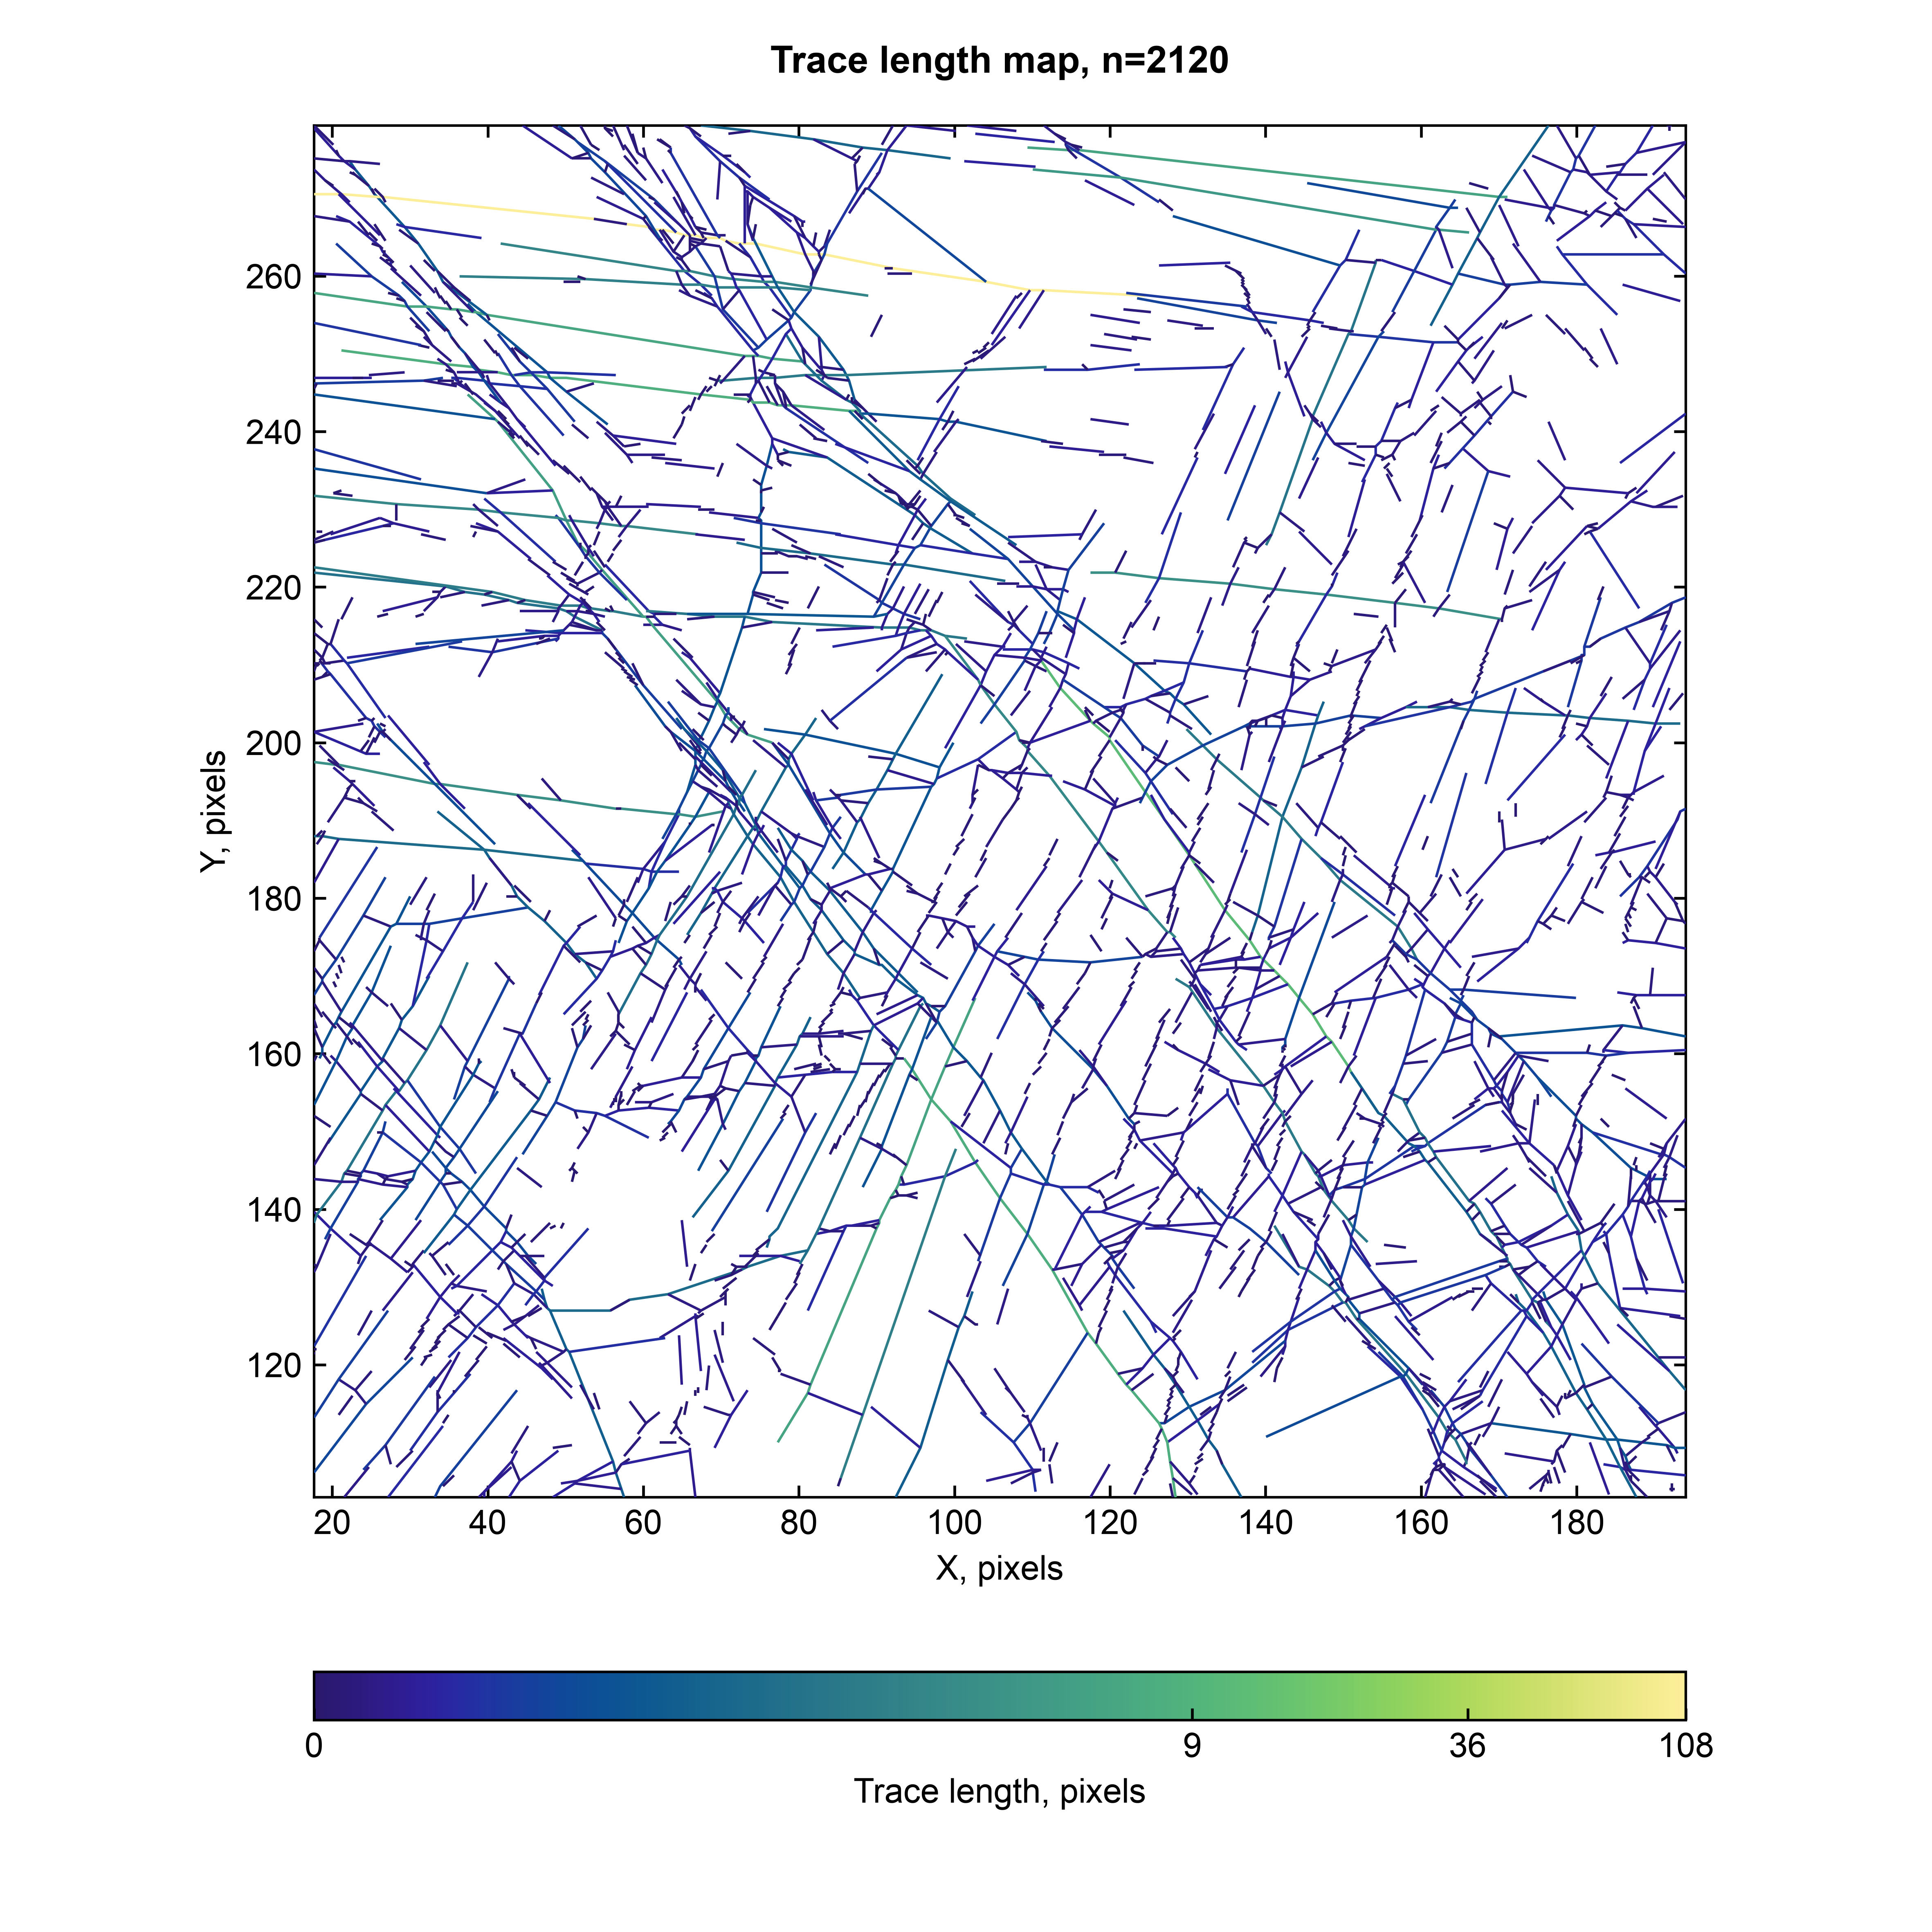 Trace length map, n=2120
260
240
220
200
180
160
140
120
Y, pixels
20 40 60 80 100 120 140 160 180
X, pixels
0 9 36 108
Trace length, pixels